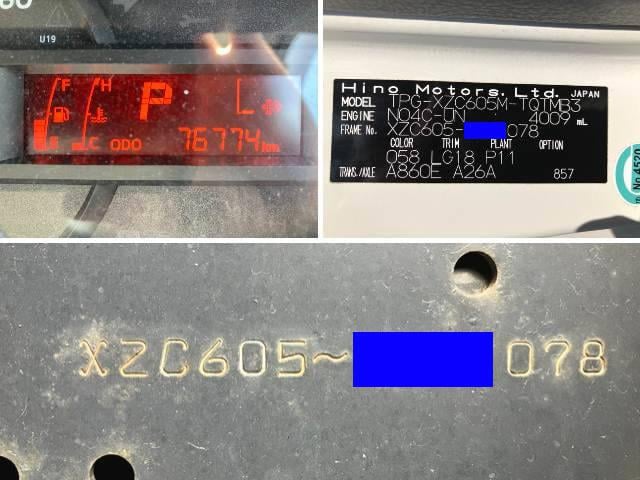 60
U19
F
H
P
L
E
C
ODO
76774km
Hino Motors, Ltd. JAPAN
MODEL TPG-XZC605M-TQTMB3
ENGINE N04C-UN 4009 mL
FRAME No. XZC605- 078
COLOR TRIM PLANT OPTION
058 LG18 P11
TRANS./AXLE A860E A26A 857
No.4520
XZC605~ 078